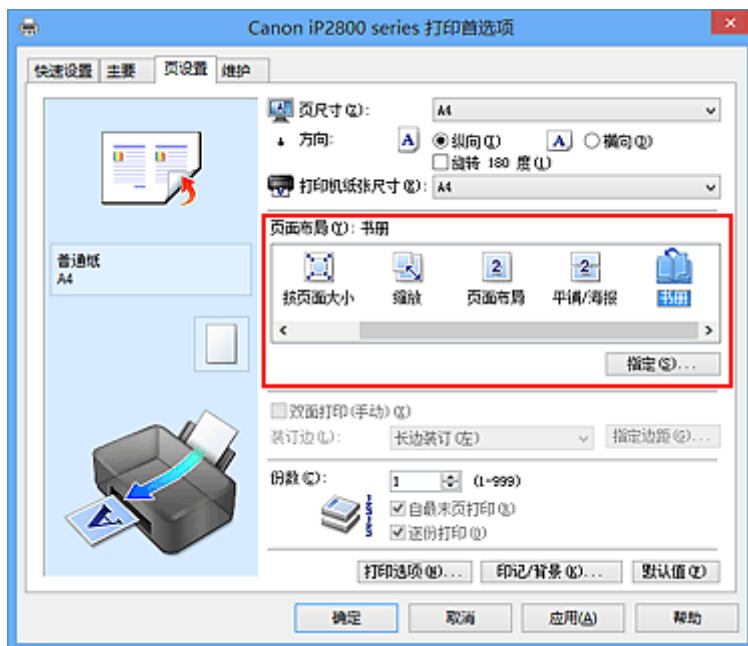 Canon iP2800 series 打印首选项
快速设置 主要 页设置 维护
页尺寸(Z): A4
方向: A 纵向(T) A 横向(O)
旋转 180 度(L)
打印机纸张尺寸(R): A4
页面布局(Y): 书册
普通纸
A4
按页面大小 缩放 页面布局 平铺/海报 书册
指定(S)...
双面打印(手动)(X)
装订边(L): 长边装订(左) 指定边距(G)...
份数(C): 1 (1-999)
自最末页打印(B)
逐份打印(O)
打印选项(N)... 印记/背景(K)... 默认值(F)
确定 取消 应用(A) 帮助